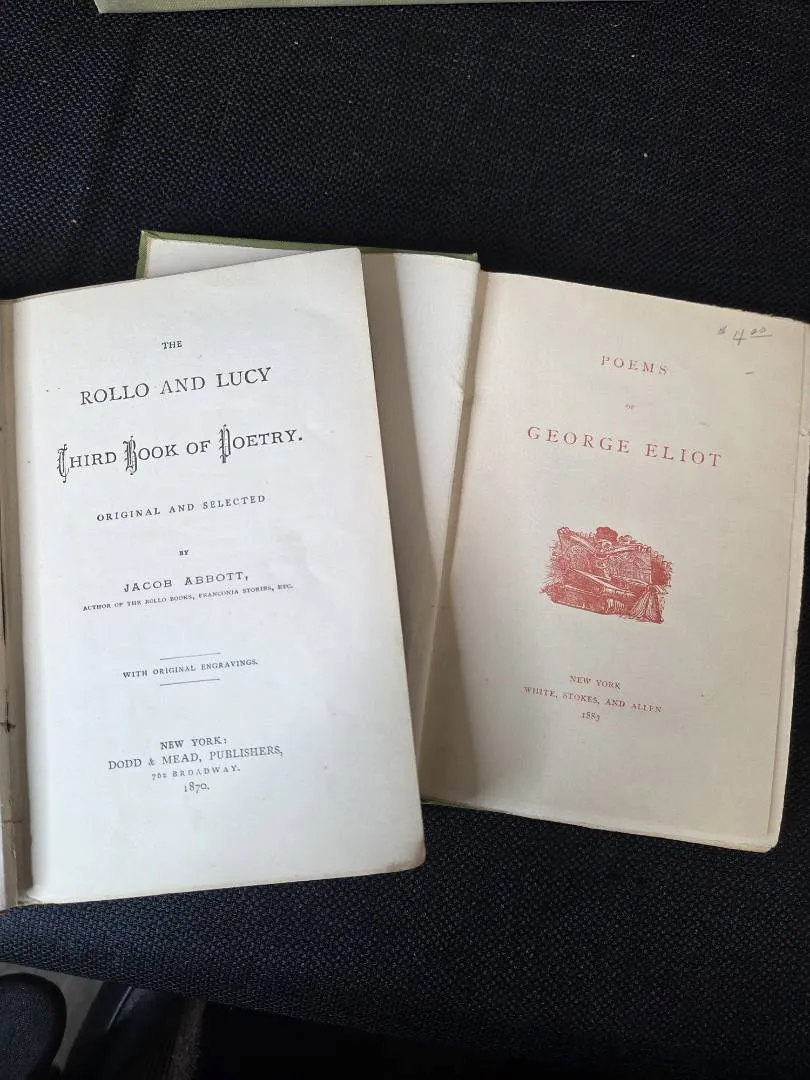 THE
ROLLO AND LUCY
THIRD BOOK OF POETRY.
ORIGINAL AND SELECTED
BY
JACOB ABBOTT,
AUTHOR OF THE ROLLO BOOKS, FRANCONIA STORIES, ETC.
WITH ORIGINAL ENGRAVINGS.
NEW YORK:
DODD & MEAD, PUBLISHERS,
762 BROADWAY.
1870.
$ 4.00
POEMS
OF
GEORGE ELIOT
NEW YORK
WHITE, STOKES, AND ALLEN
1883